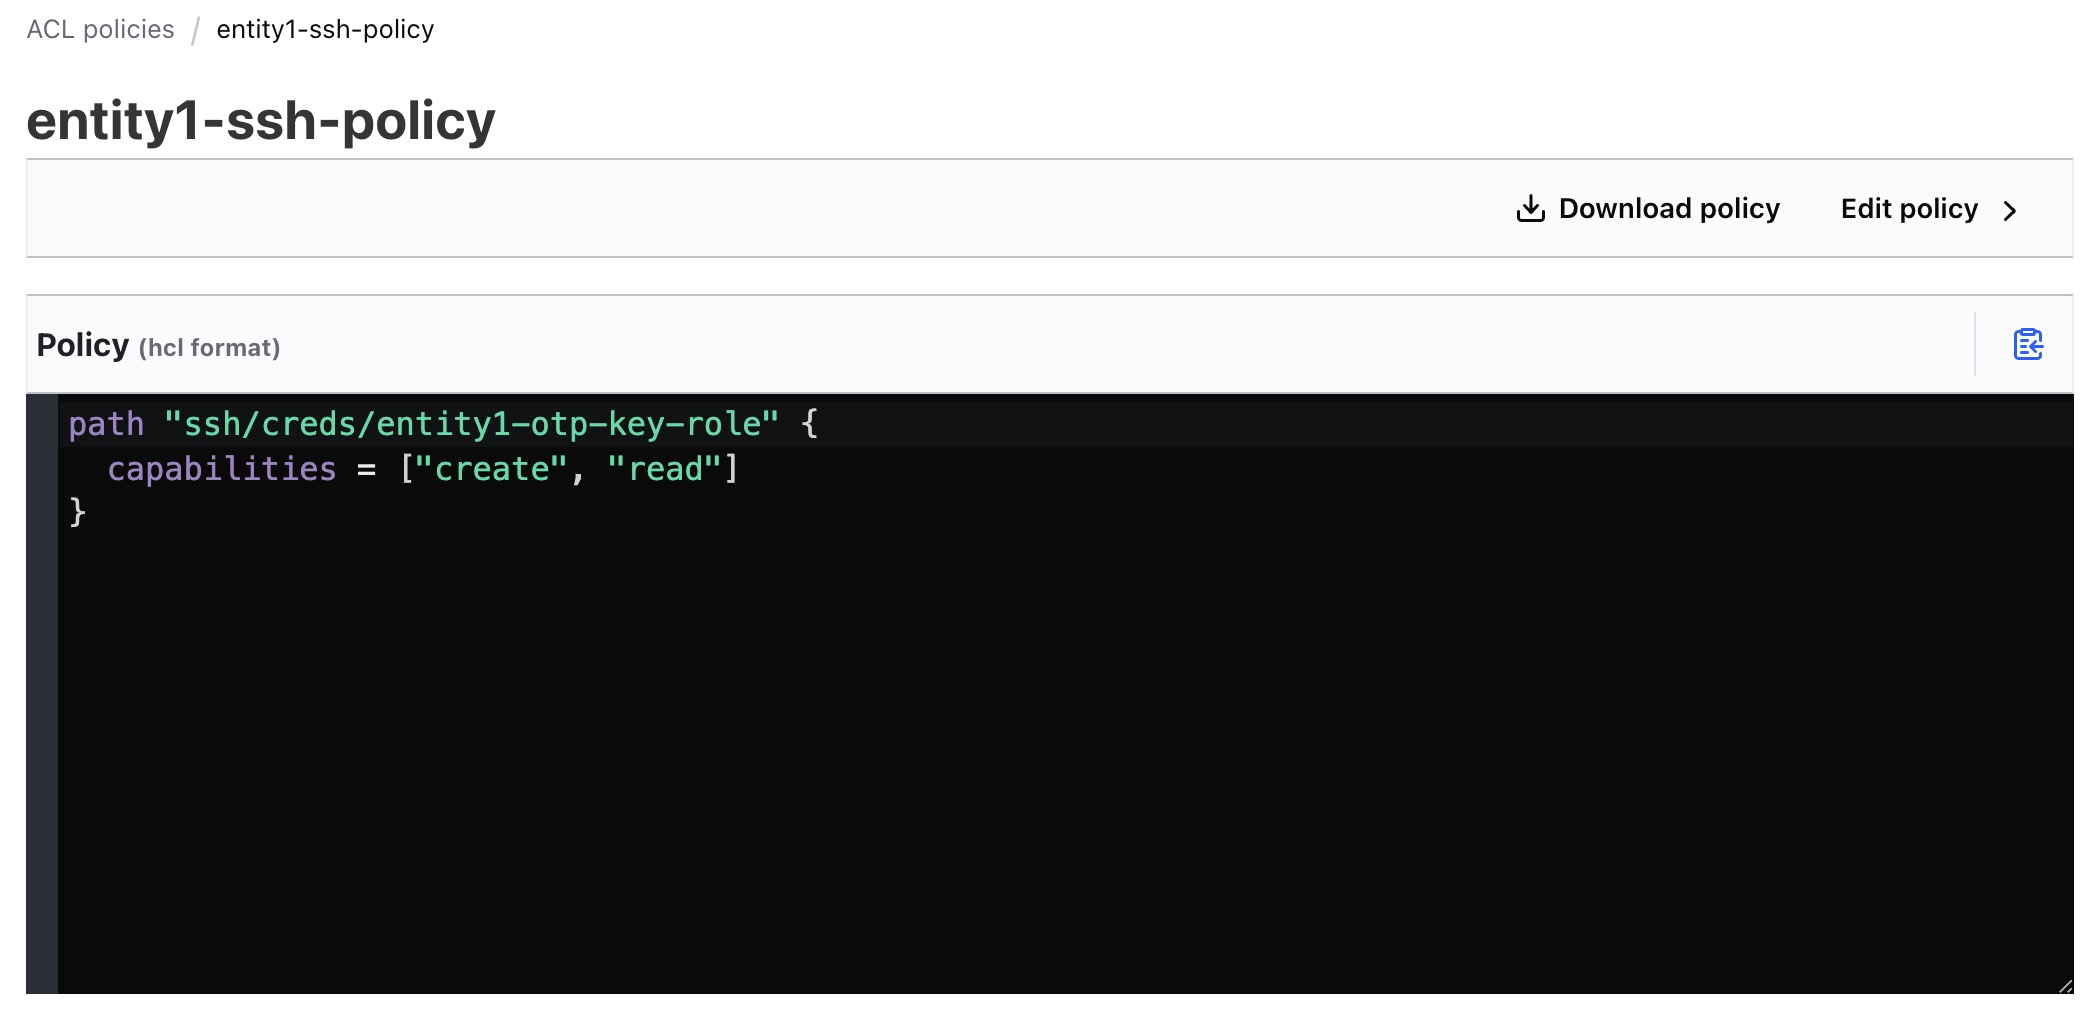 ACL policies / entity1-ssh-policy
entity1-ssh-policy
Download policy Edit policy
Policy (hcl format)
path "ssh/creds/entity1-otp-key-role" {
  capabilities = ["create", "read"]
}